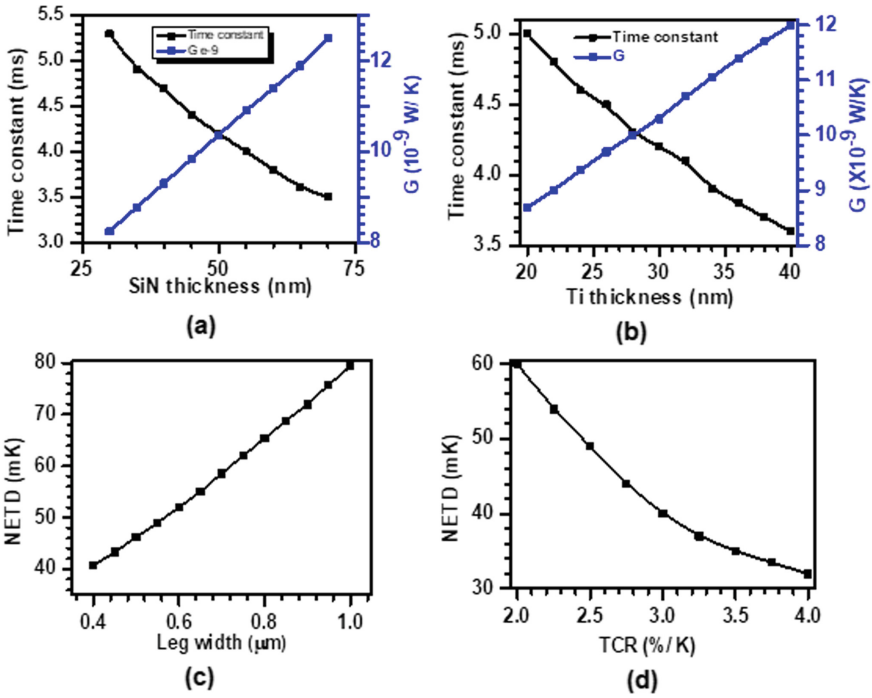 5.5
5.0
4.5
4.0
3.5
3.0
Time constant (ms)
Time constant
G e-9
12
10
8
G (10⁻⁹ W/ K)
25 50 75
SiN thickness (nm)
(a)
5.0
4.5
4.0
3.5
Time constant (ms)
Time constant
G
12
11
10
9
8
G (X10⁻⁹ W/K)
20 25 30 35 40
Ti thickness (nm)
(b)
80
70
60
50
40
NETD (mK)
0.4 0.6 0.8 1.0
Leg width (μm)
(c)
60
50
40
30
NETD (mK)
2.0 2.5 3.0 3.5 4.0
TCR (%/ K)
(d)